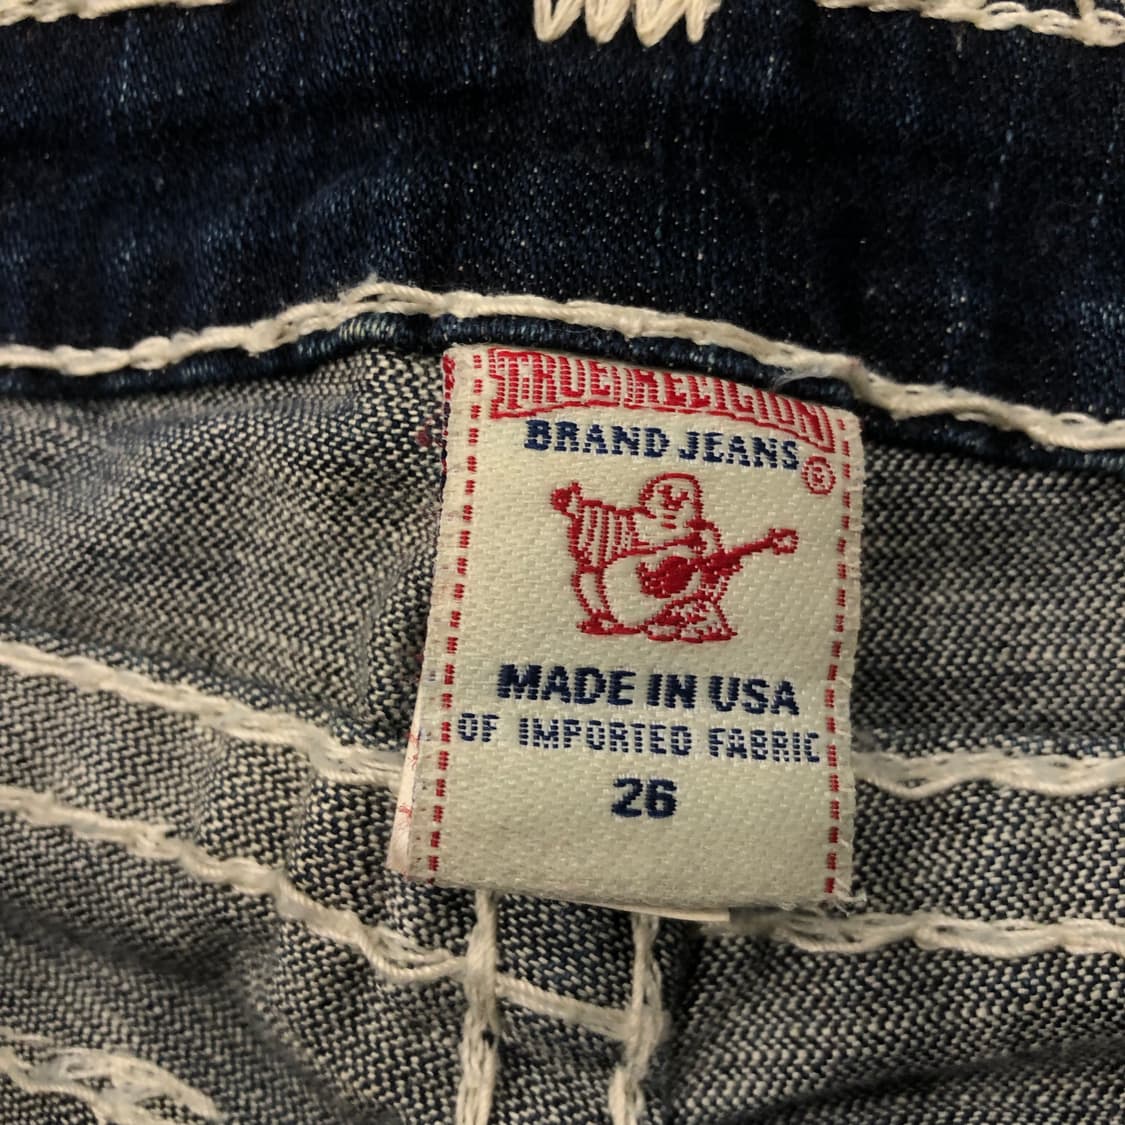 TRUE RELIGION
BRAND JEANS
®
MADE IN USA
OF IMPORTED FABRIC
26